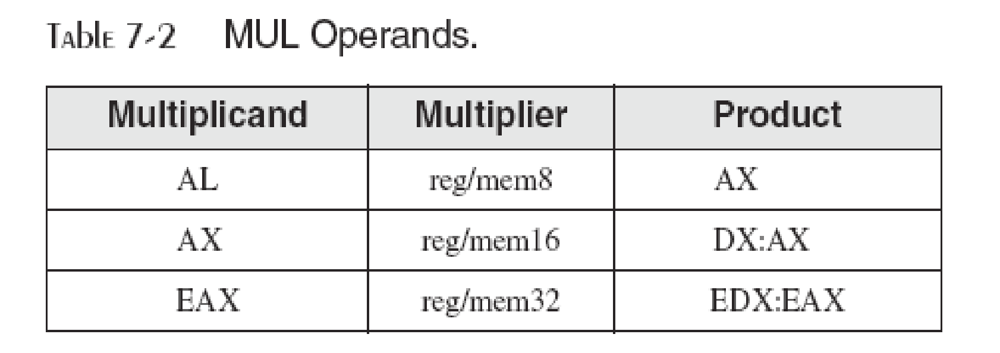 TAblE 7-2 MUL Operands.
Multiplicand Multiplier Product
AL reg/mem8 AX
AX reg/mem16 DX:AX
EAX reg/mem32 EDX:EAX